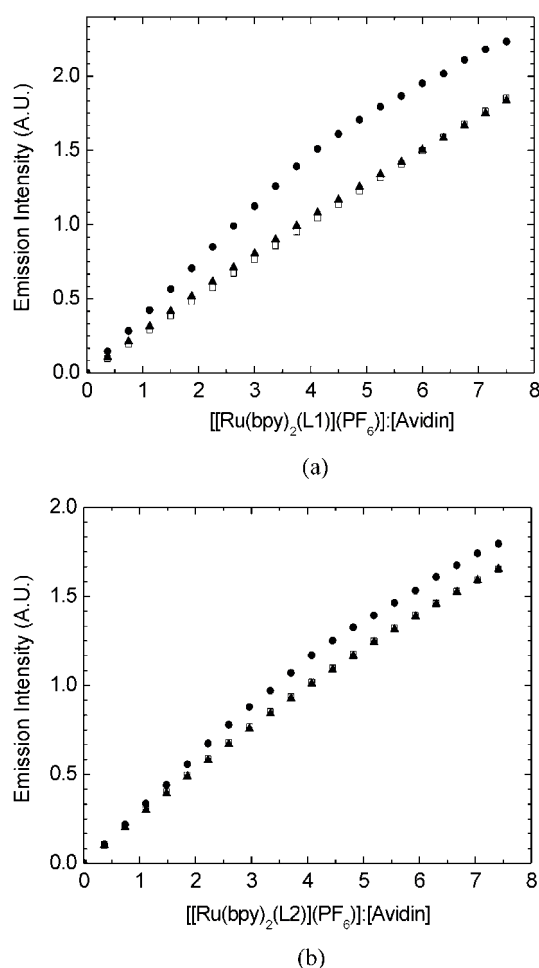 2.0
1.5
1.0
0.5
0.0
Emission Intensity (A.U.)
0 1 2 3 4 5 6 7 8
[[Ru(bpy)₂(L1)](PF₆)]:[Avidin]
(a)
2.0
1.5
1.0
0.5
0.0
Emission Intensity (A.U.)
0 1 2 3 4 5 6 7 8
[[Ru(bpy)₂(L2)](PF₆)]:[Avidin]
(b)